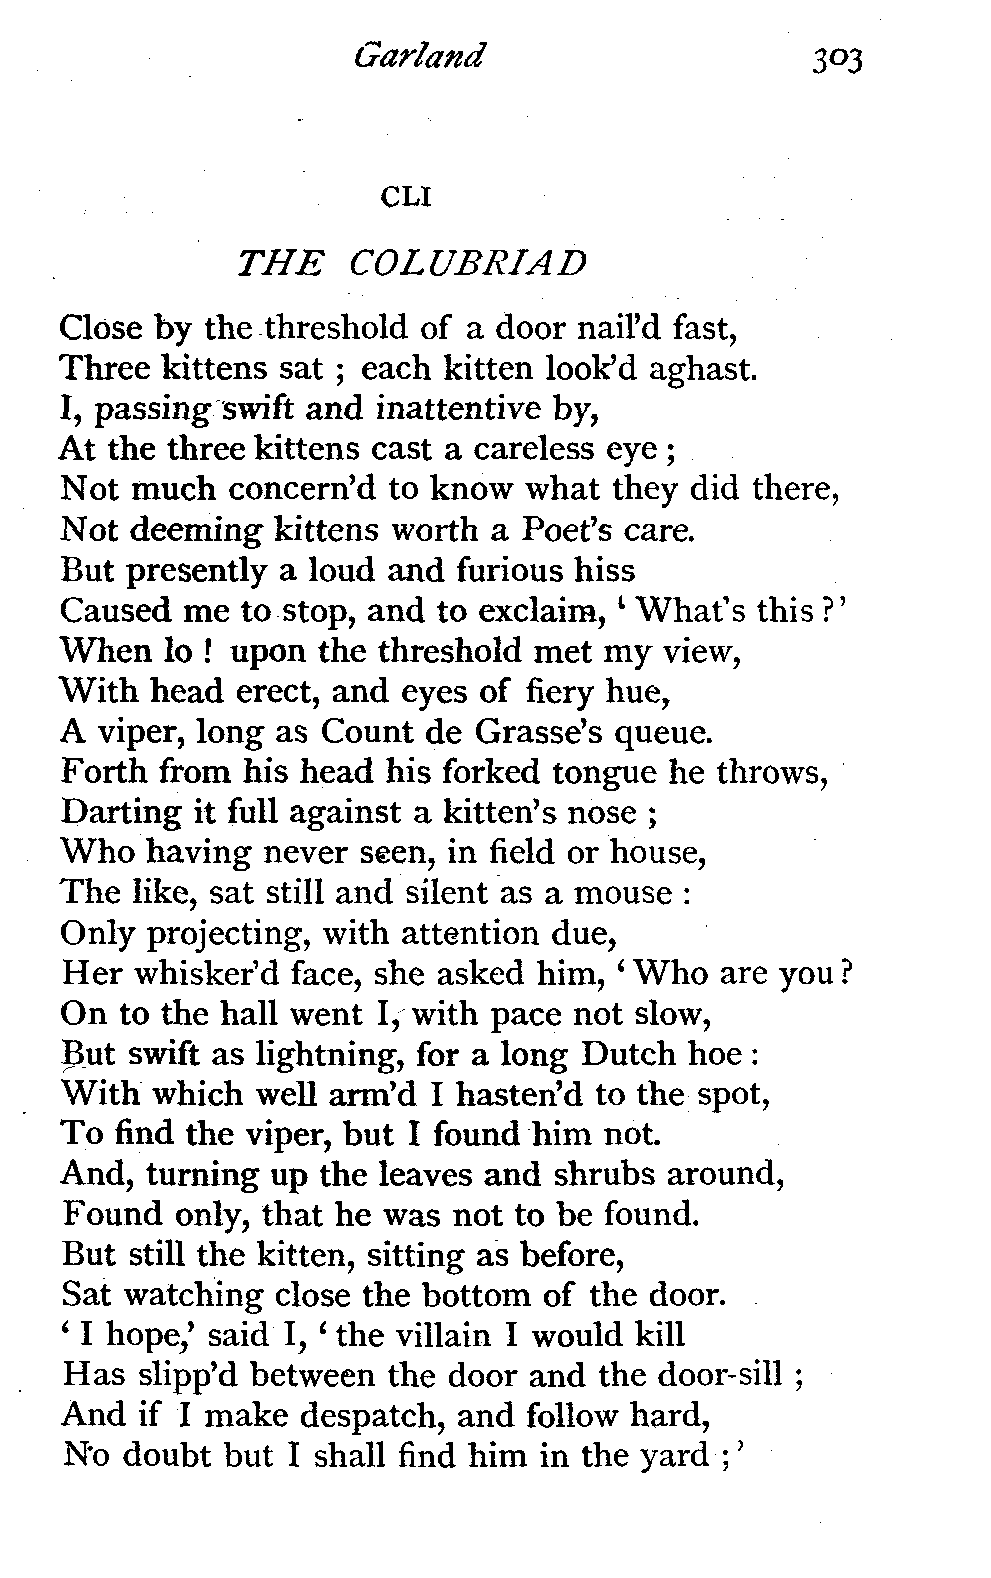 Garland 303
CLI
THE COLUBRIAD
Close by the threshold of a door nail'd fast,
Three kittens sat ; each kitten look'd aghast.
I, passing swift and inattentive by,
At the three kittens cast a careless eye ;
Not much concern'd to know what they did there,
Not deeming kittens worth a Poet's care.
But presently a loud and furious hiss
Caused me to stop, and to exclaim, ‘ What's this ?’
When lo ! upon the threshold met my view,
With head erect, and eyes of fiery hue,
A viper, long as Count de Grasse's queue.
Forth from his head his forked tongue he throws,
Darting it full against a kitten's nose ;
Who having never seen, in field or house,
The like, sat still and silent as a mouse :
Only projecting, with attention due,
Her whisker'd face, she asked him, ‘ Who are you ?
On to the hall went I, with pace not slow,
But swift as lightning, for a long Dutch hoe :
With which well arm'd I hasten'd to the spot,
To find the viper, but I found him not.
And, turning up the leaves and shrubs around,
Found only, that he was not to be found.
But still the kitten, sitting as before,
Sat watching close the bottom of the door.
‘ I hope,’ said I, ‘ the villain I would kill
Has slipp'd between the door and the door-sill ;
And if I make despatch, and follow hard,
No doubt but I shall find him in the yard ;’